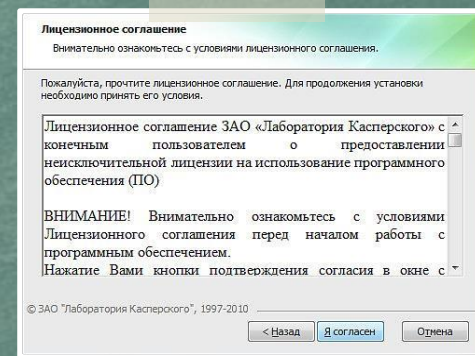 Лицензионное соглашение
Внимательно ознакомьтесь с условиями лицензионного соглашения.
Пожалуйста, прочтите лицензионное соглашение. Для продолжения установки
необходимо принять его условия.
Лицензионное соглашение ЗАО «Лаборатория Касперского» с
конечным пользователем о предоставлении
неисключительной лицензии на использование программного
обеспечения (ПО)
ВНИМАНИЕ! Внимательно ознакомьтесь с условиями
Лицензионного соглашения перед началом работы с
программным обеспечением.
Нажатие Вами кнопки подтверждения согласия в окне с
© ЗАО "Лаборатория Касперского", 1997-2010
< Назад
Я согласен
Отмена